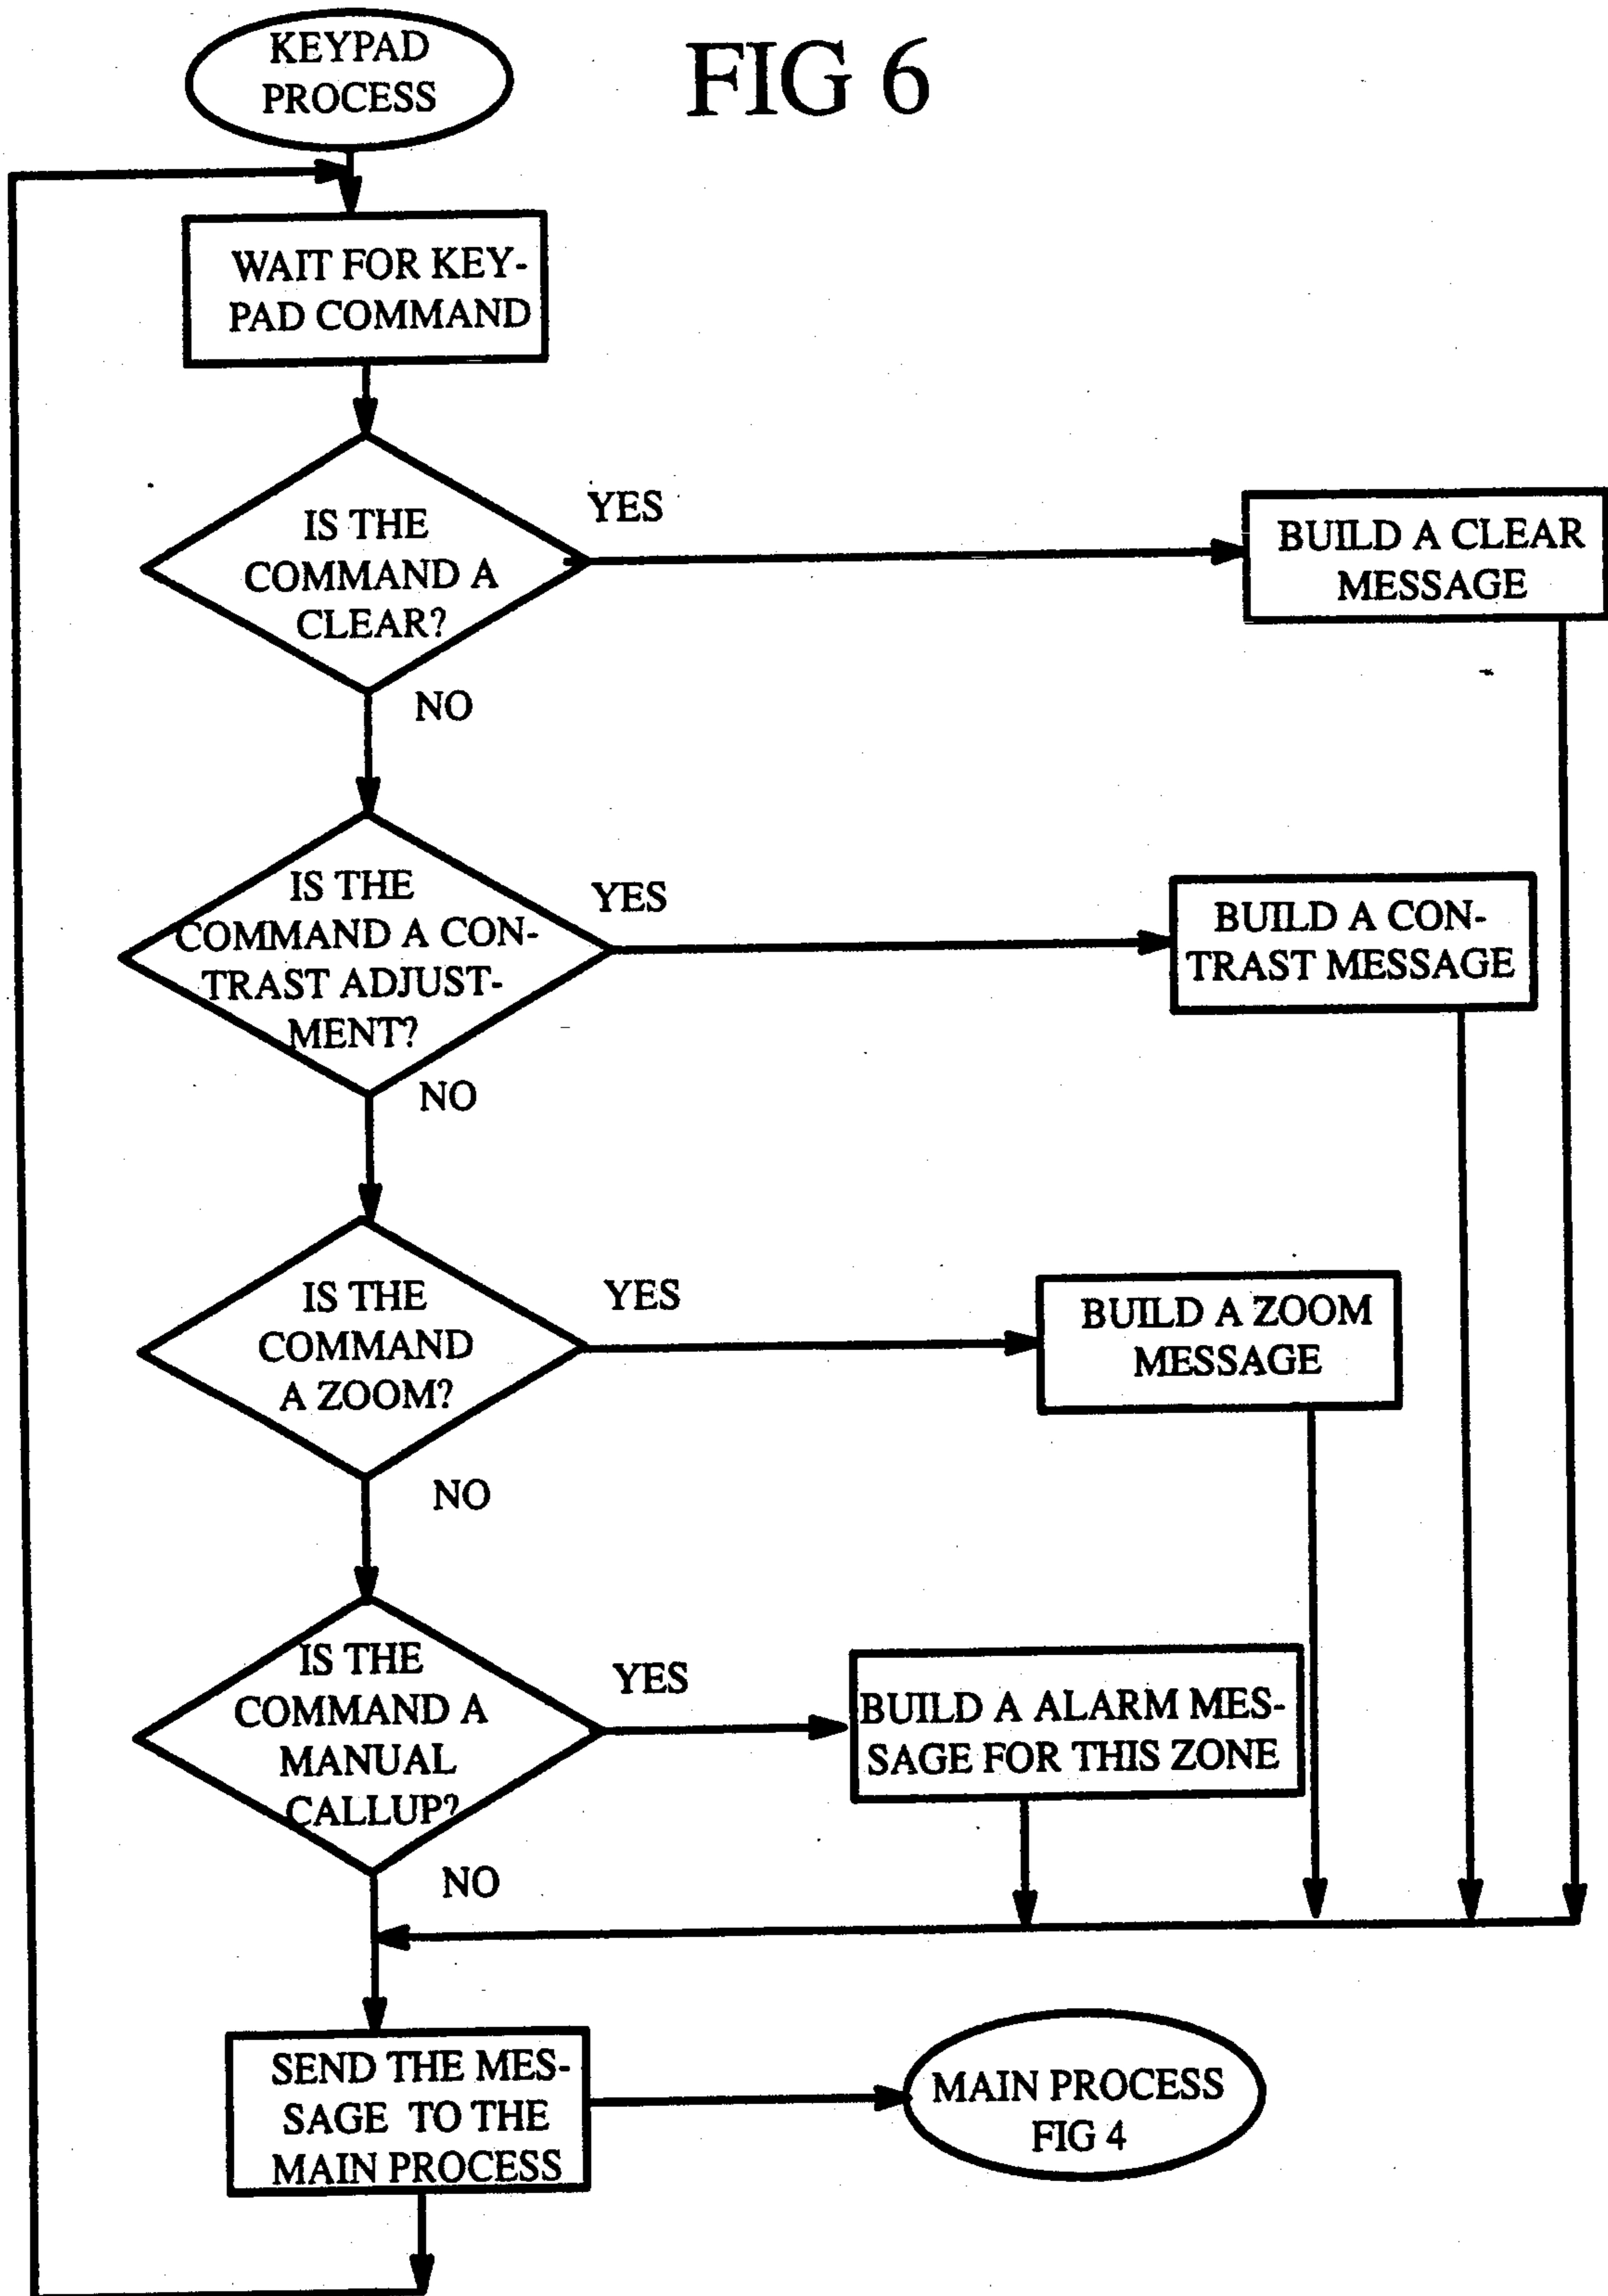 KEYPAD
PROCESS
FIG 6
WAIT FOR KEY-
PAD COMMAND
IS THE
COMMAND A
CLEAR?
YES
BUILD A CLEAR
MESSAGE
NO
IS THE
COMMAND A CON-
TRAST ADJUST-
MENT?
YES
BUILD A CON-
TRAST MESSAGE
NO
IS THE
COMMAND
A ZOOM?
YES
BUILD A ZOOM
MESSAGE
NO
IS THE
COMMAND A
MANUAL
CALLUP?
YES
BUILD A ALARM MES-
SAGE FOR THIS ZONE
NO
SEND THE MES-
SAGE TO THE
MAIN PROCESS
MAIN PROCESS
FIG 4